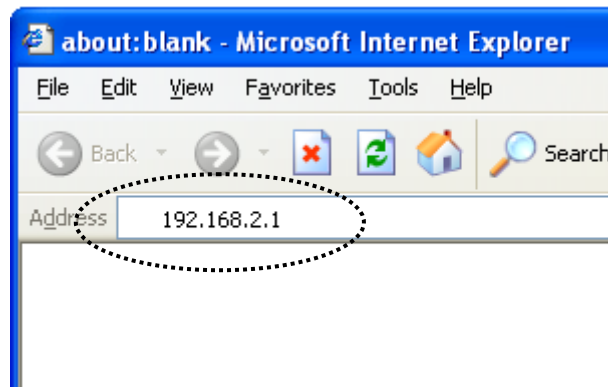 about:blank - Microsoft Internet Explorer
File Edit View Favorites Tools Help
Back Search
Address 192.168.2.1